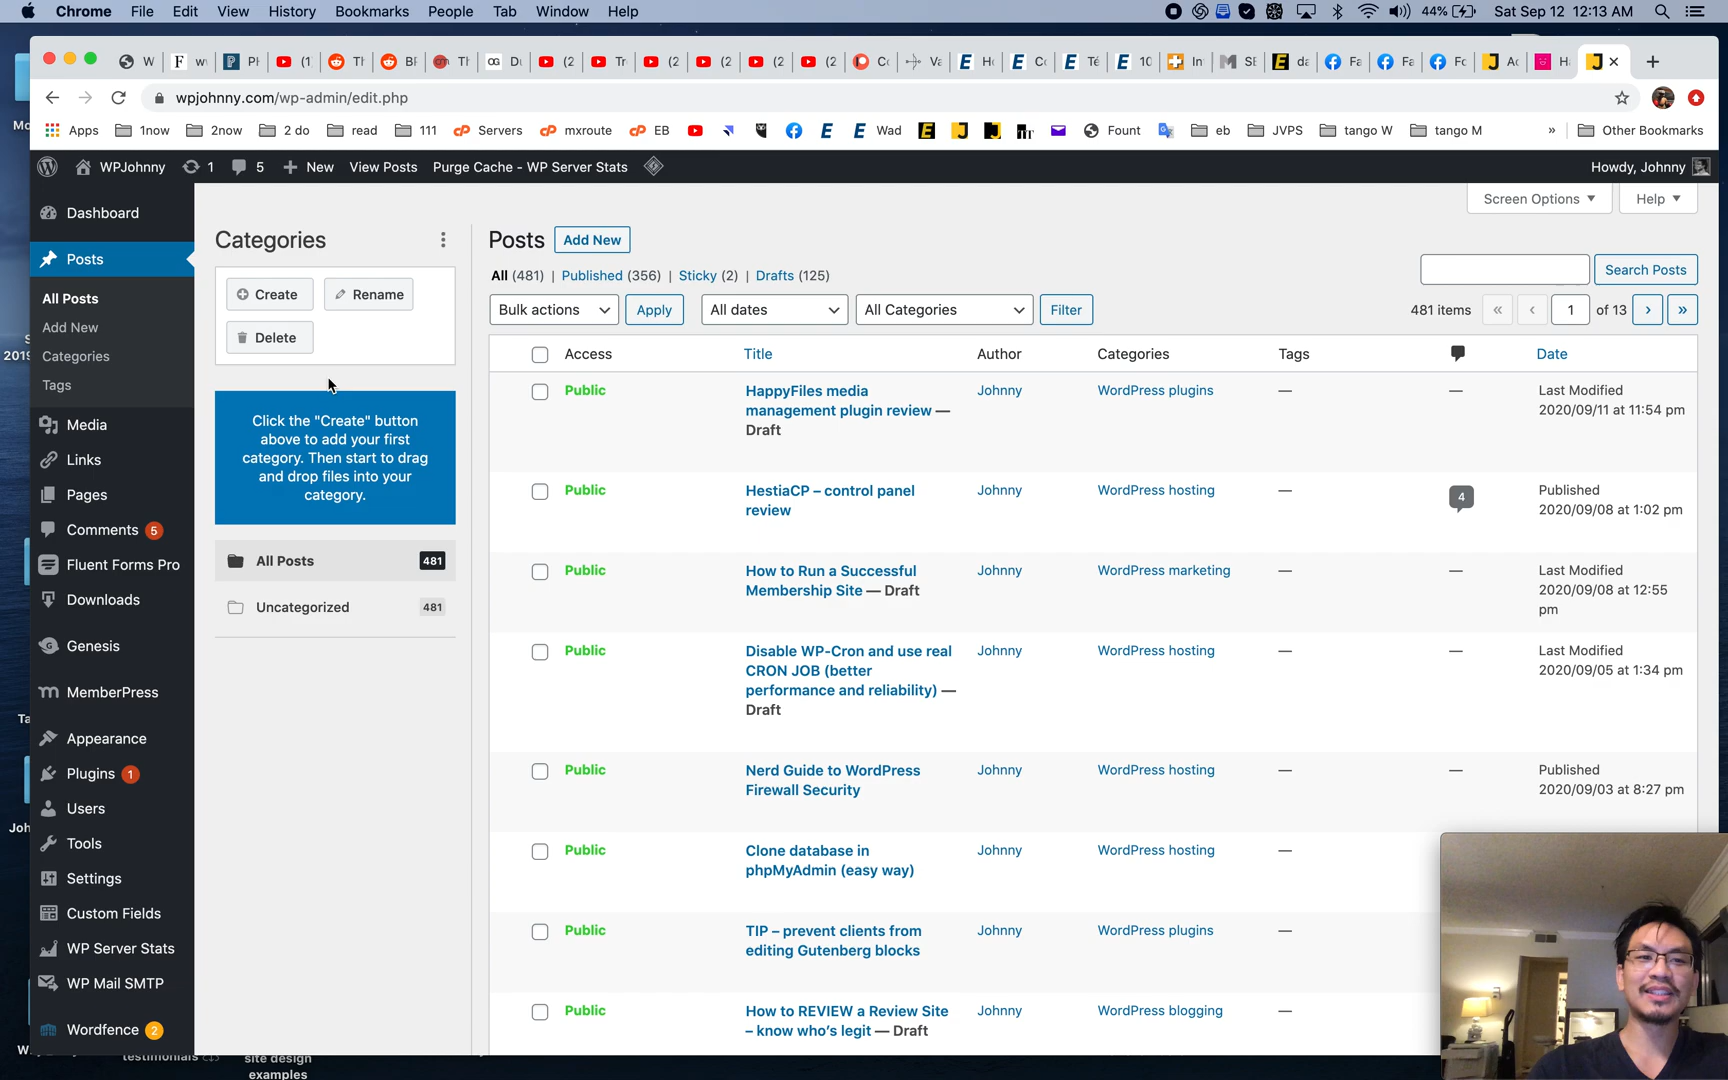 Chrome File Edit View History Bookmarks People Tab Window Help 44% Sat Sep 12 12:13 AM
wpjohnny.com/wp-admin/edit.php
Apps 1now 2now 2 do read 111 Servers mxroute EB Wad Fount eb JVPS tango W tango M » Other Bookmarks
WPJohnny 1 5 New View Posts Purge Cache - WP Server Stats Howdy, Johnny
Screen Options Help
Dashboard
Posts
All Posts
Add New
Categories
Tags
Media
Links
Pages
Comments 5
Fluent Forms Pro
Downloads
Genesis
MemberPress
Appearance
Plugins 1
Users
Tools
Settings
Custom Fields
WP Server Stats
WP Mail SMTP
Wordfence 2
Categories
Create Rename
Delete
Click the "Create" button
above to add your first
category. Then start to drag
and drop files into your
category.
All Posts 481
Uncategorized 481
Posts Add New
All (481) | Published (356) | Sticky (2) | Drafts (125)
Search Posts
Bulk actions Apply All dates All Categories Filter 481 items « ‹ 1 of 13 › »
Access Title Author Categories Tags Date
Public HappyFiles media Johnny WordPress plugins — — Last Modified
management plugin review — 2020/09/11 at 11:54 pm
Draft
Public HestiaCP – control panel Johnny WordPress hosting — 4 Published
review 2020/09/08 at 1:02 pm
Public How to Run a Successful Johnny WordPress marketing — — Last Modified
Membership Site — Draft 2020/09/08 at 12:55
pm
Public Disable WP-Cron and use real Johnny WordPress hosting — — Last Modified
CRON JOB (better 2020/09/05 at 1:34 pm
performance and reliability) —
Draft
Public Nerd Guide to WordPress Johnny WordPress hosting — — Published
Firewall Security 2020/09/03 at 8:27 pm
Public Clone database in Johnny WordPress hosting —
phpMyAdmin (easy way)
Public TIP – prevent clients from Johnny WordPress plugins —
editing Gutenberg blocks
Public How to REVIEW a Review Site Johnny WordPress blogging —
– know who's legit — Draft
testimonials
site design
examples